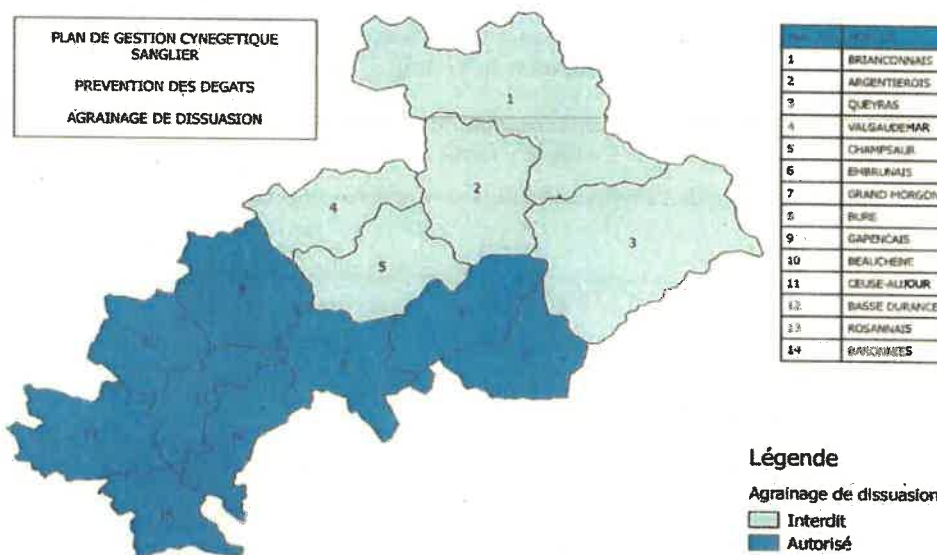 PLAN DE GESTION CYNEGETIQUE
SANGLIER
PREVENTION DES DEGATS
AGRAINAGE DE DISSUASION
1 BRIANCONNAIS
2 ARGENTIEROIS
3 QUEYRAS
4 VALGAUDEMAR
5 CHAMPSAUR
6 EMBRUNAIS
7 GRAND MORGON
8 BURE
9 GAPENCAIS
10 BEAUCHENE
11 CEUSE-AUJOUR
12 BASSE DURANCE
13 ROSANNAIS
14 BARONNIES
1
2
4
3
5
Légende
Agrainage de dissuasion
Interdit
Autorisé